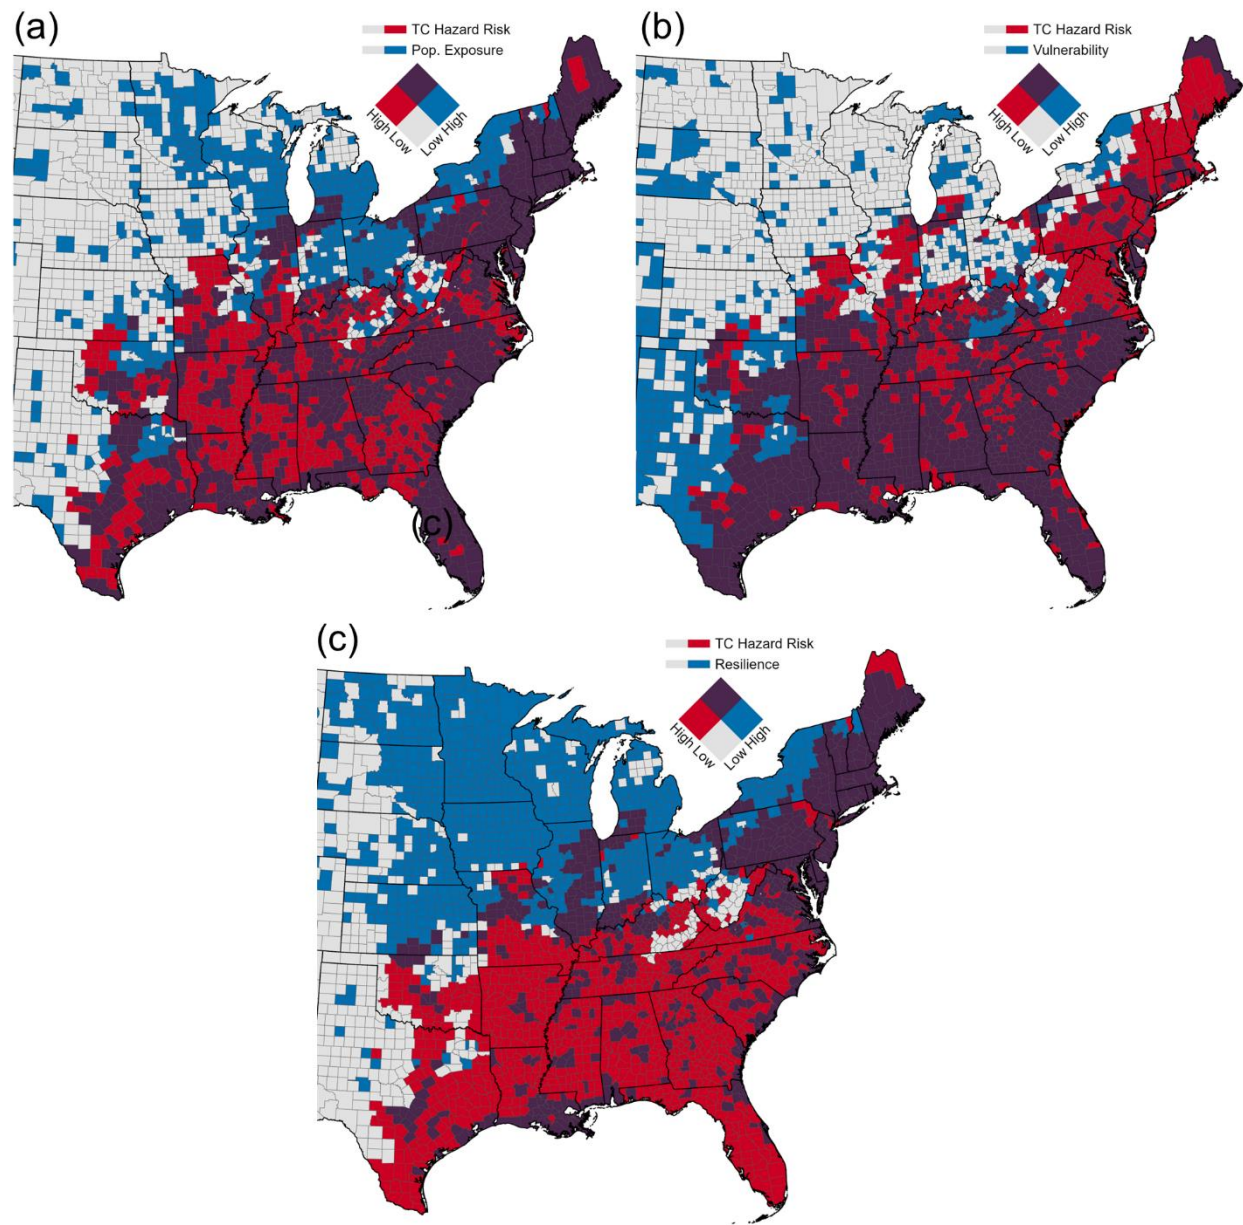 (a)
TC Hazard Risk
Pop. Exposure
High Low
Low High
(b)
TC Hazard Risk
Vulnerability
High Low
Low High
(c)
(c)
TC Hazard Risk
Resilience
High Low
Low High